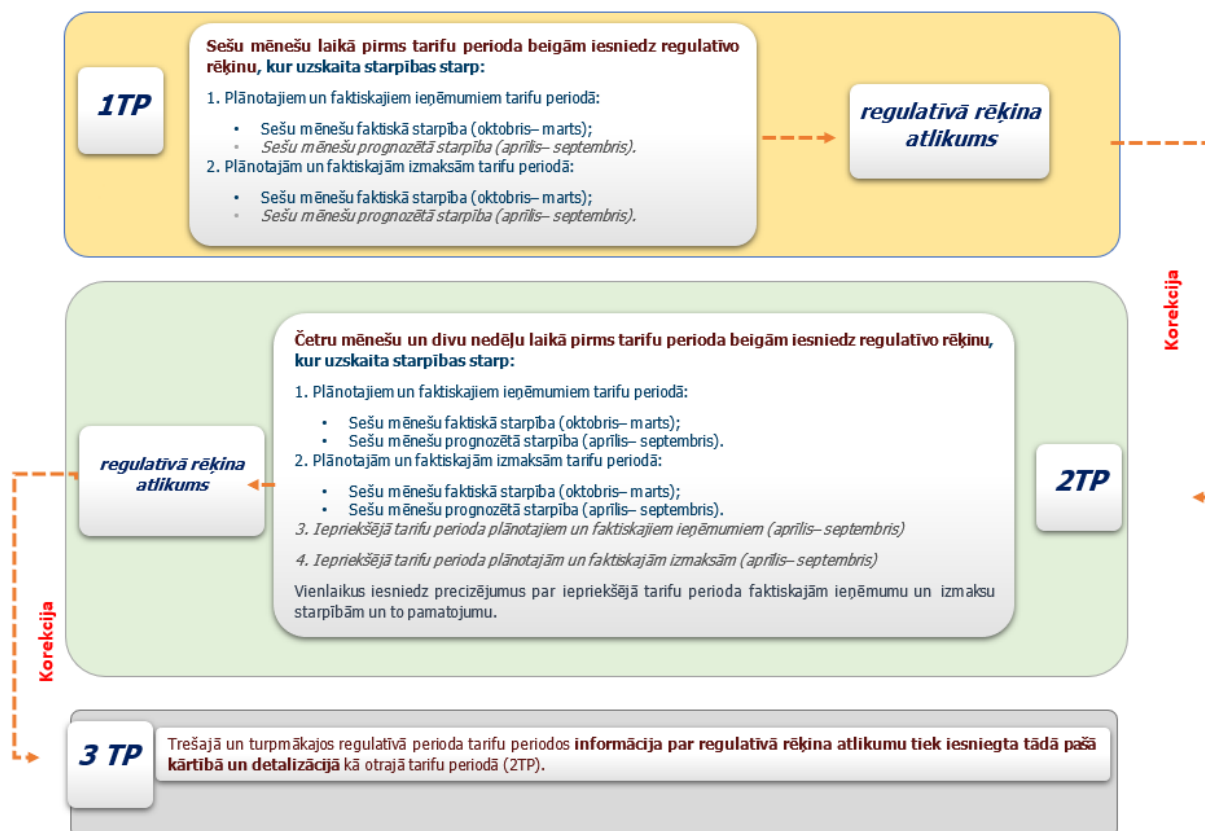 1TP
Sešu mēnešu laikā pirms tarifu perioda beigām iesniedz regulatīvo
rēķinu, kur uzskaita starpības starp:
1. Plānotajiem un faktiskajiem ieņēmumiem tarifu periodā:
• Sešu mēnešu faktiskā starpība (oktobris– marts);
▪ Sešu mēnešu prognozētā starpība (aprīlis– septembris).
2. Plānotajām un faktiskajām izmaksām tarifu periodā:
• Sešu mēnešu faktiskā starpība (oktobris– marts);
▪ Sešu mēnešu prognozētā starpība (aprīlis– septembris).
regulatīvā rēķina
atlikums
Korekcija
Četru mēnešu un divu nedēļu laikā pirms tarifu perioda beigām iesniedz regulatīvo rēķinu,
kur uzskaita starpības starp:
1. Plānotajiem un faktiskajiem ieņēmumiem tarifu periodā:
• Sešu mēnešu faktiskā starpība (oktobris– marts);
• Sešu mēnešu prognozētā starpība (aprīlis– septembris).
2. Plānotajām un faktiskajām izmaksām tarifu periodā:
• Sešu mēnešu faktiskā starpība (oktobris– marts);
• Sešu mēnešu prognozētā starpība (aprīlis– septembris).
3. Iepriekšējā tarifu perioda plānotajiem un faktiskajiem ieņēmumiem (aprīlis– septembris)
4. Iepriekšējā tarifu perioda plānotajām un faktiskajām izmaksām (aprīlis– septembris)
Vienlaikus iesniedz precizējumus par iepriekšējā tarifu perioda faktiskajām ieņēmumu un izmaksu
starpībām un to pamatojumu.
2TP
regulatīvā rēķina
atlikums
Korekcija
3 TP
Trešajā un turpmākajos regulatīvā perioda tarifu periodos informācija par regulatīvā rēķina atlikumu tiek iesniegta tādā pašā
kārtībā un detalizācijā kā otrajā tarifu periodā (2TP).